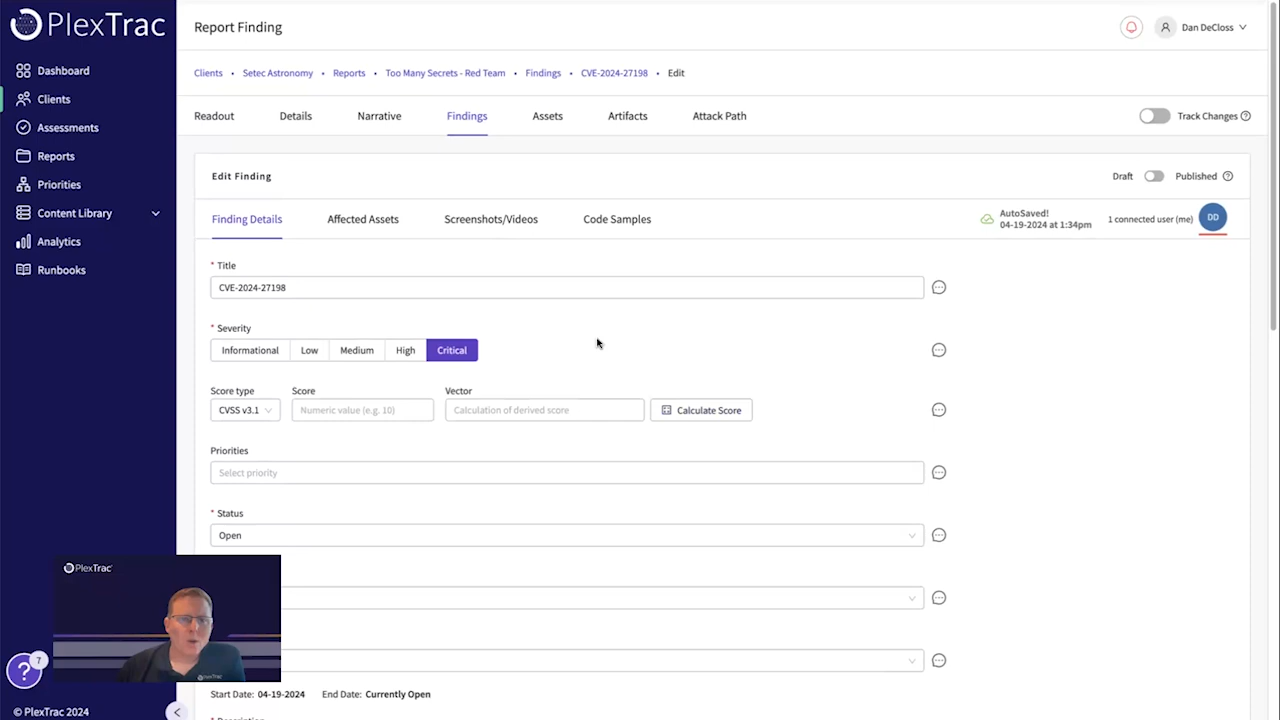 PlexTrac
Dashboard
Clients
Assessments
Reports
Priorities
Content Library
Analytics
Runbooks
Report Finding
Dan DeCloss
Clients • Setec Astronomy • Reports • Too Many Secrets - Red Team • Findings • CVE-2024-27198 • Edit
Readout Details Narrative Findings Assets Artifacts Attack Path Track Changes ?
Edit Finding
Draft Published ?
Finding Details Affected Assets Screenshots/Videos Code Samples
AutoSaved!
04-19-2024 at 1:34pm
1 connected user (me) DD
* Title
CVE-2024-27198
* Severity
Informational Low Medium High Critical
Score type Score Vector
CVSS v3.1 Numeric value (e.g. 10) Calculation of derived score Calculate Score
Priorities
Select priority
* Status
Open
PlexTrac
PlexTrac
? 7
Start Date: 04-19-2024 End Date: Currently Open
* Description
© PlexTrac 2024